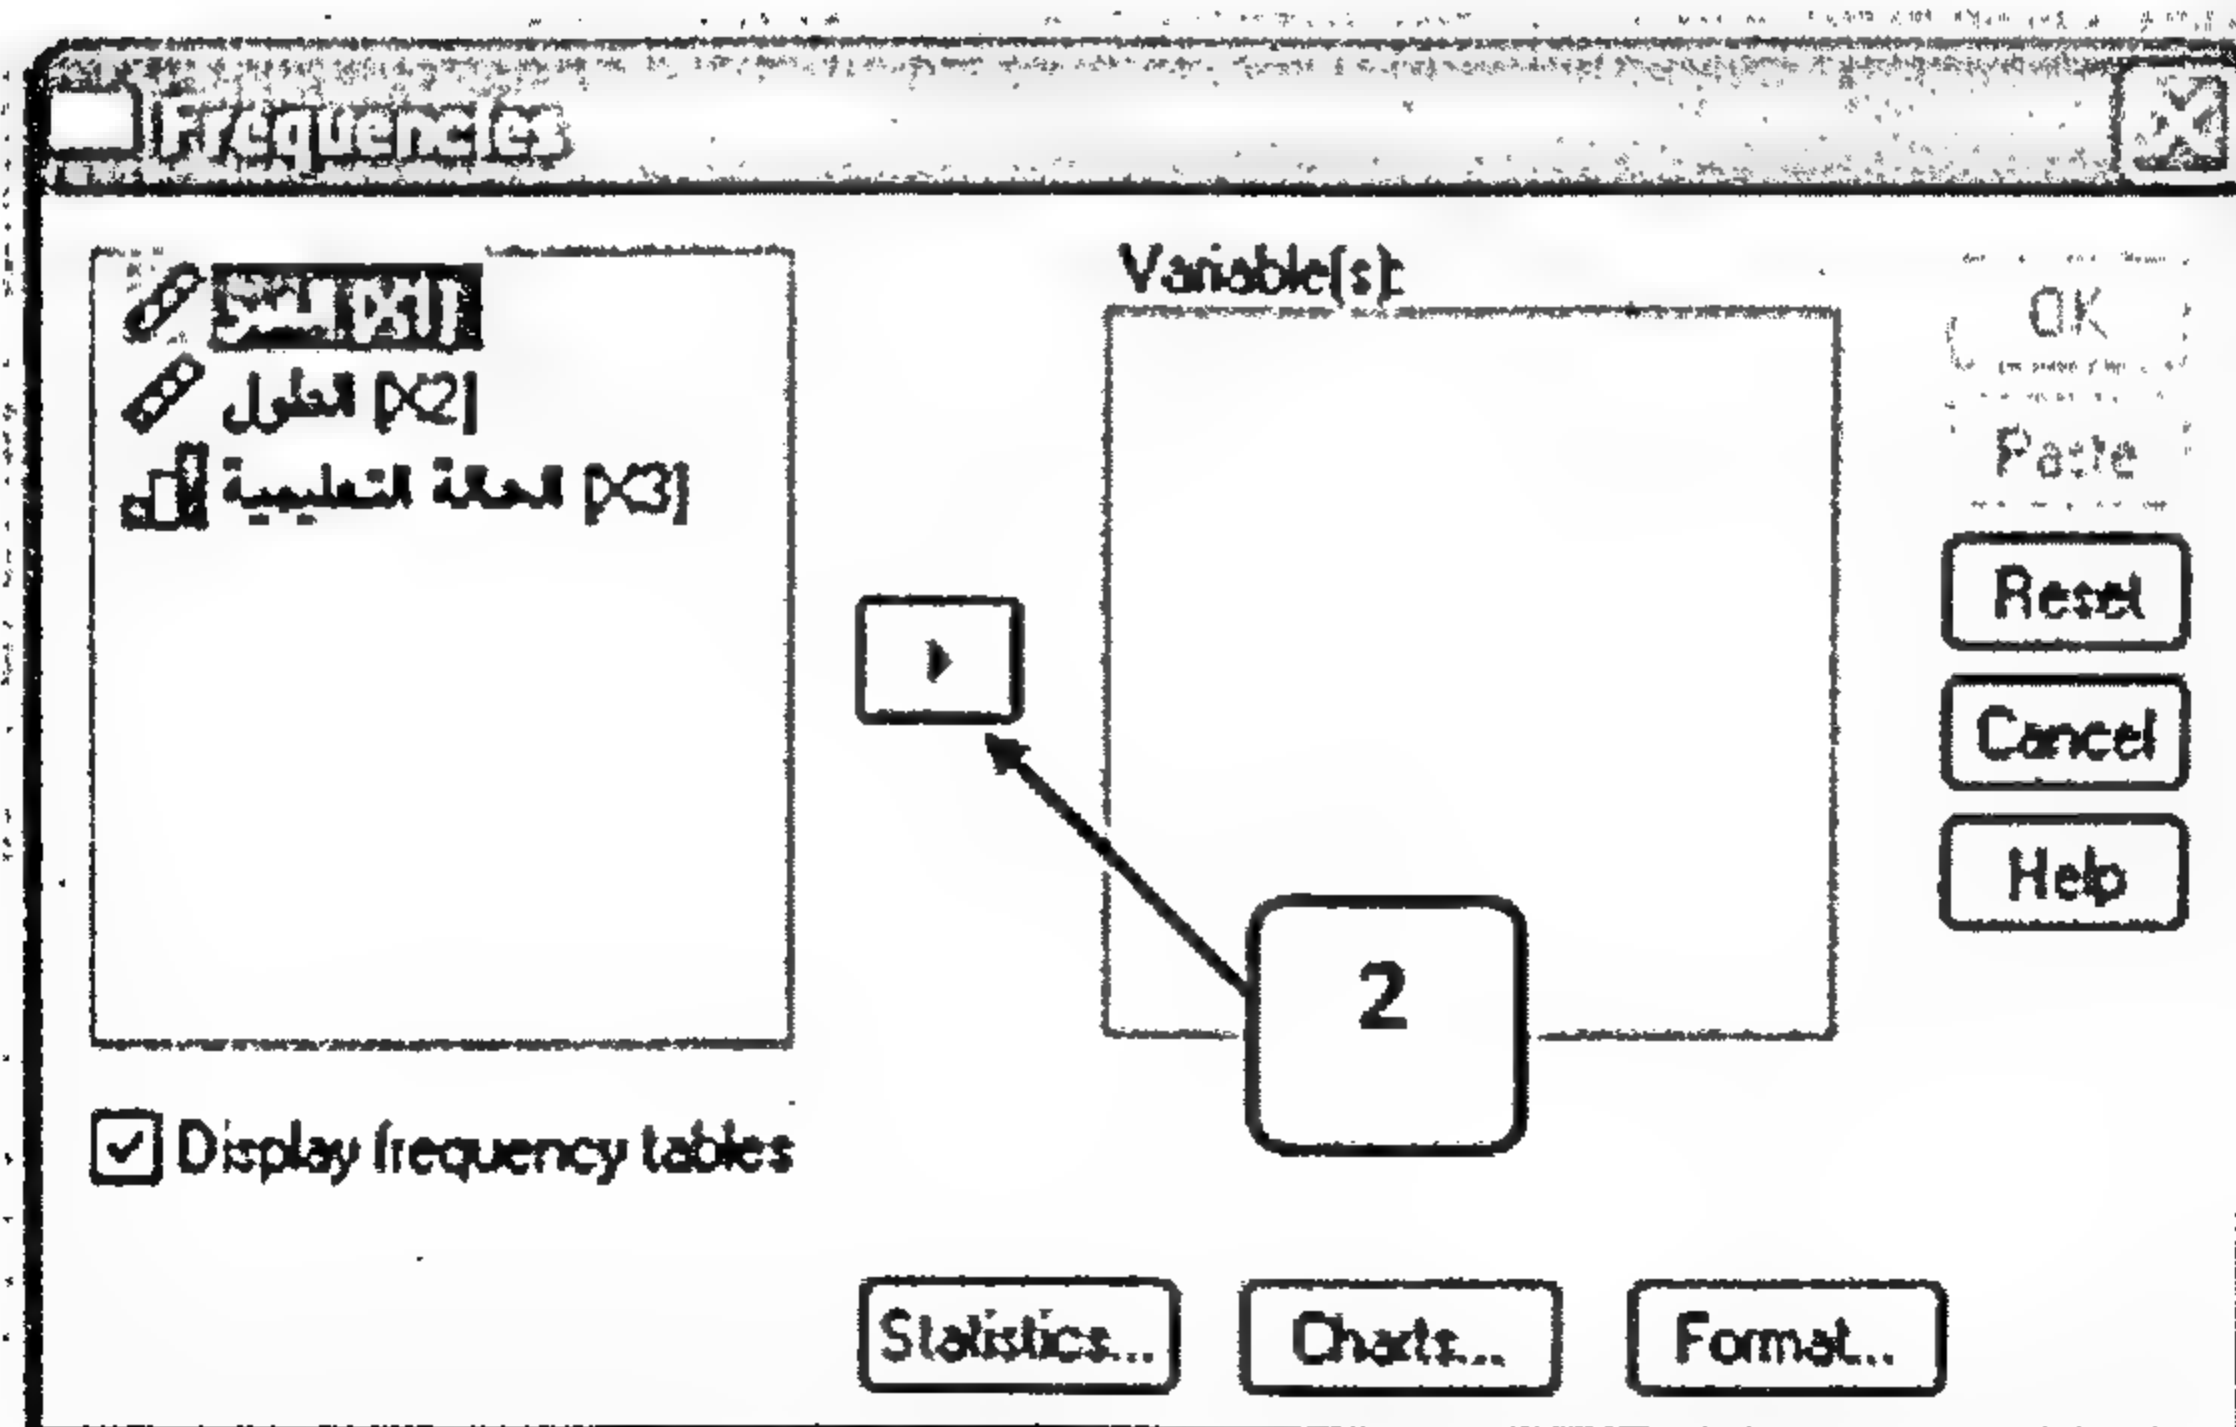 Frequencies
[X1] السن
[X2] الطول
[X3] الحالة التعليمية
Variable(s):
OK
Paste
Reset
Cancel
Help
2
Display frequency tables
Statistics...
Charts...
Format...